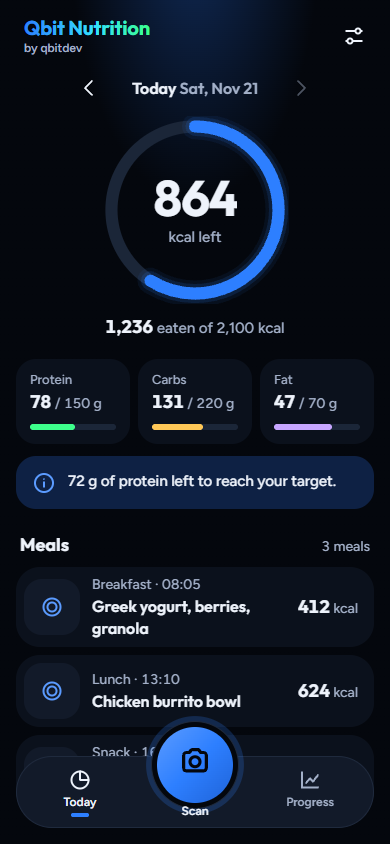 Qbit Nutrition
by qbitdev
Today Sat, Nov 21
864
kcal left
1,236 eaten of 2,100 kcal
Protein
78 / 150 g
Carbs
131 / 220 g
Fat
47 / 70 g
72 g of protein left to reach your target.
Meals
3 meals
Breakfast · 08:05
Greek yogurt, berries,
granola
412 kcal
Lunch · 13:10
Chicken burrito bowl
624 kcal
Snack
Today
Scan
Progress